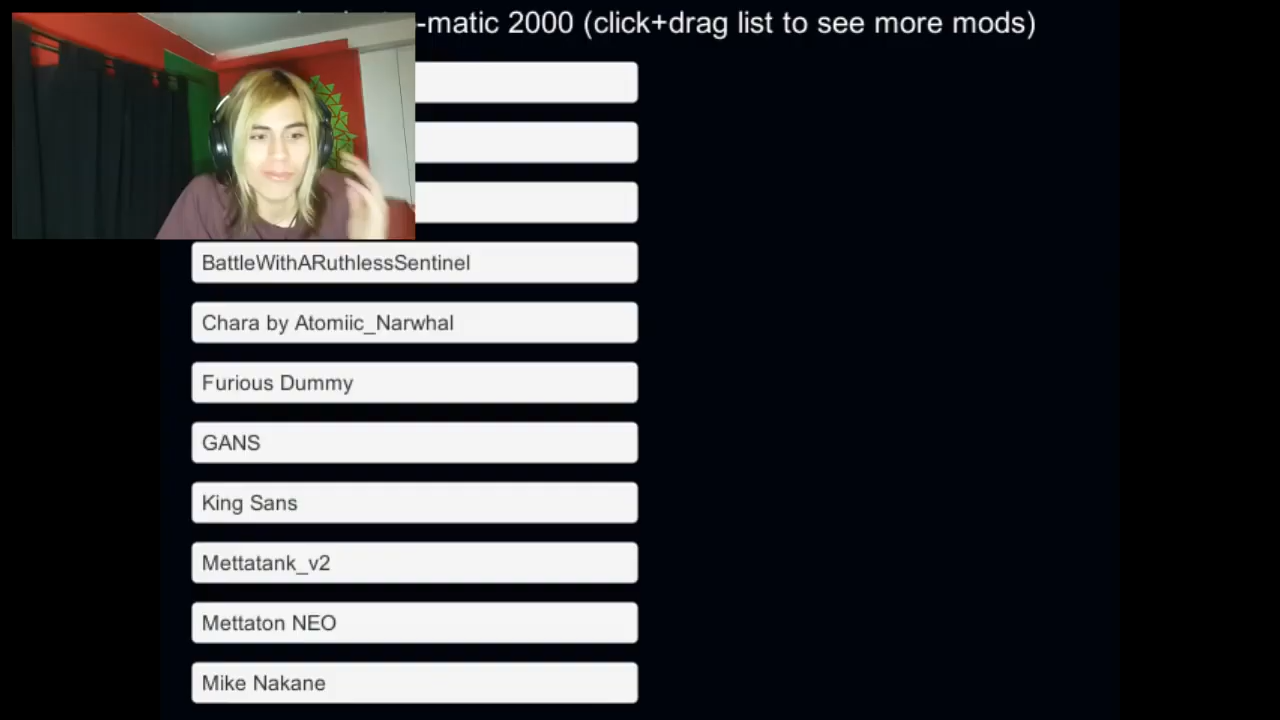 -matic 2000 (click+drag list to see more mods)
BattleWithARuthlessSentinel
Chara by Atomiic_Narwhal
Furious Dummy
GANS
King Sans
Mettatank_v2
Mettaton NEO
Mike Nakane